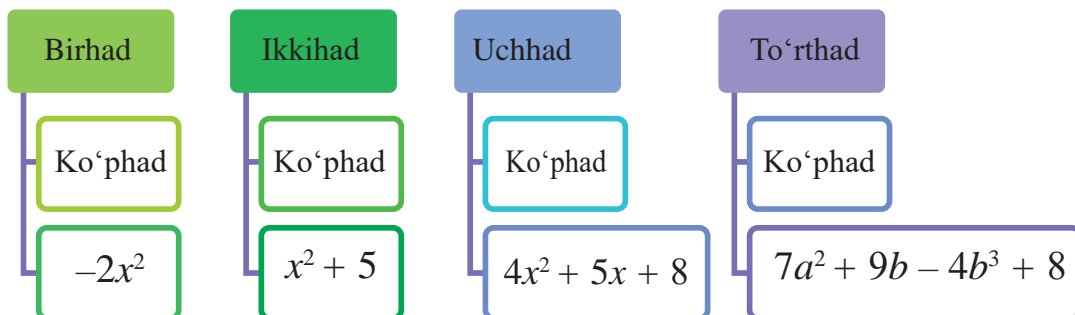 Birhad
Ikkihad
Uchhad
To‘rthad
Ko‘phad
Ko‘phad
Ko‘phad
Ko‘phad
–2x²
x² + 5
4x² + 5x + 8
7a² + 9b – 4b³ + 8